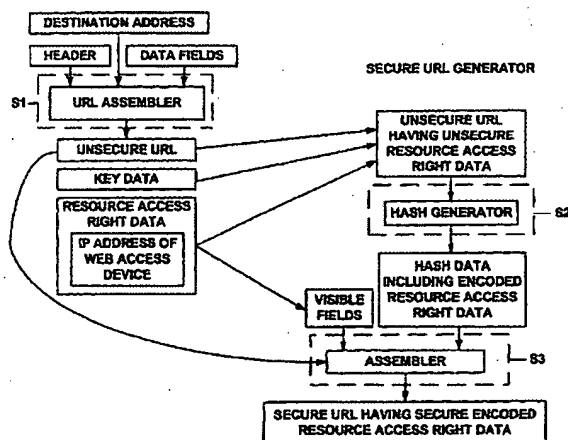 DESTINATION ADDRESS
HEADER
DATA FIELDS
SECURE URL GENERATOR
S1
URL ASSEMBLER
UNSECURE URL
HAVING UNSECURE
RESOURCE ACCESS
RIGHT DATA
UNSECURE URL
KEY DATA
RESOURCE ACCESS
RIGHT DATA
IP ADDRESS OF
WEB ACCESS
DEVICE
HASH GENERATOR
S2
HASH DATA
INCLUDING ENCODED
RESOURCE ACCESS
RIGHT DATA
VISIBLE
FIELDS
ASSEMBLER
S3
SECURE URL HAVING SECURE ENCODED
RESOURCE ACCESS RIGHT DATA